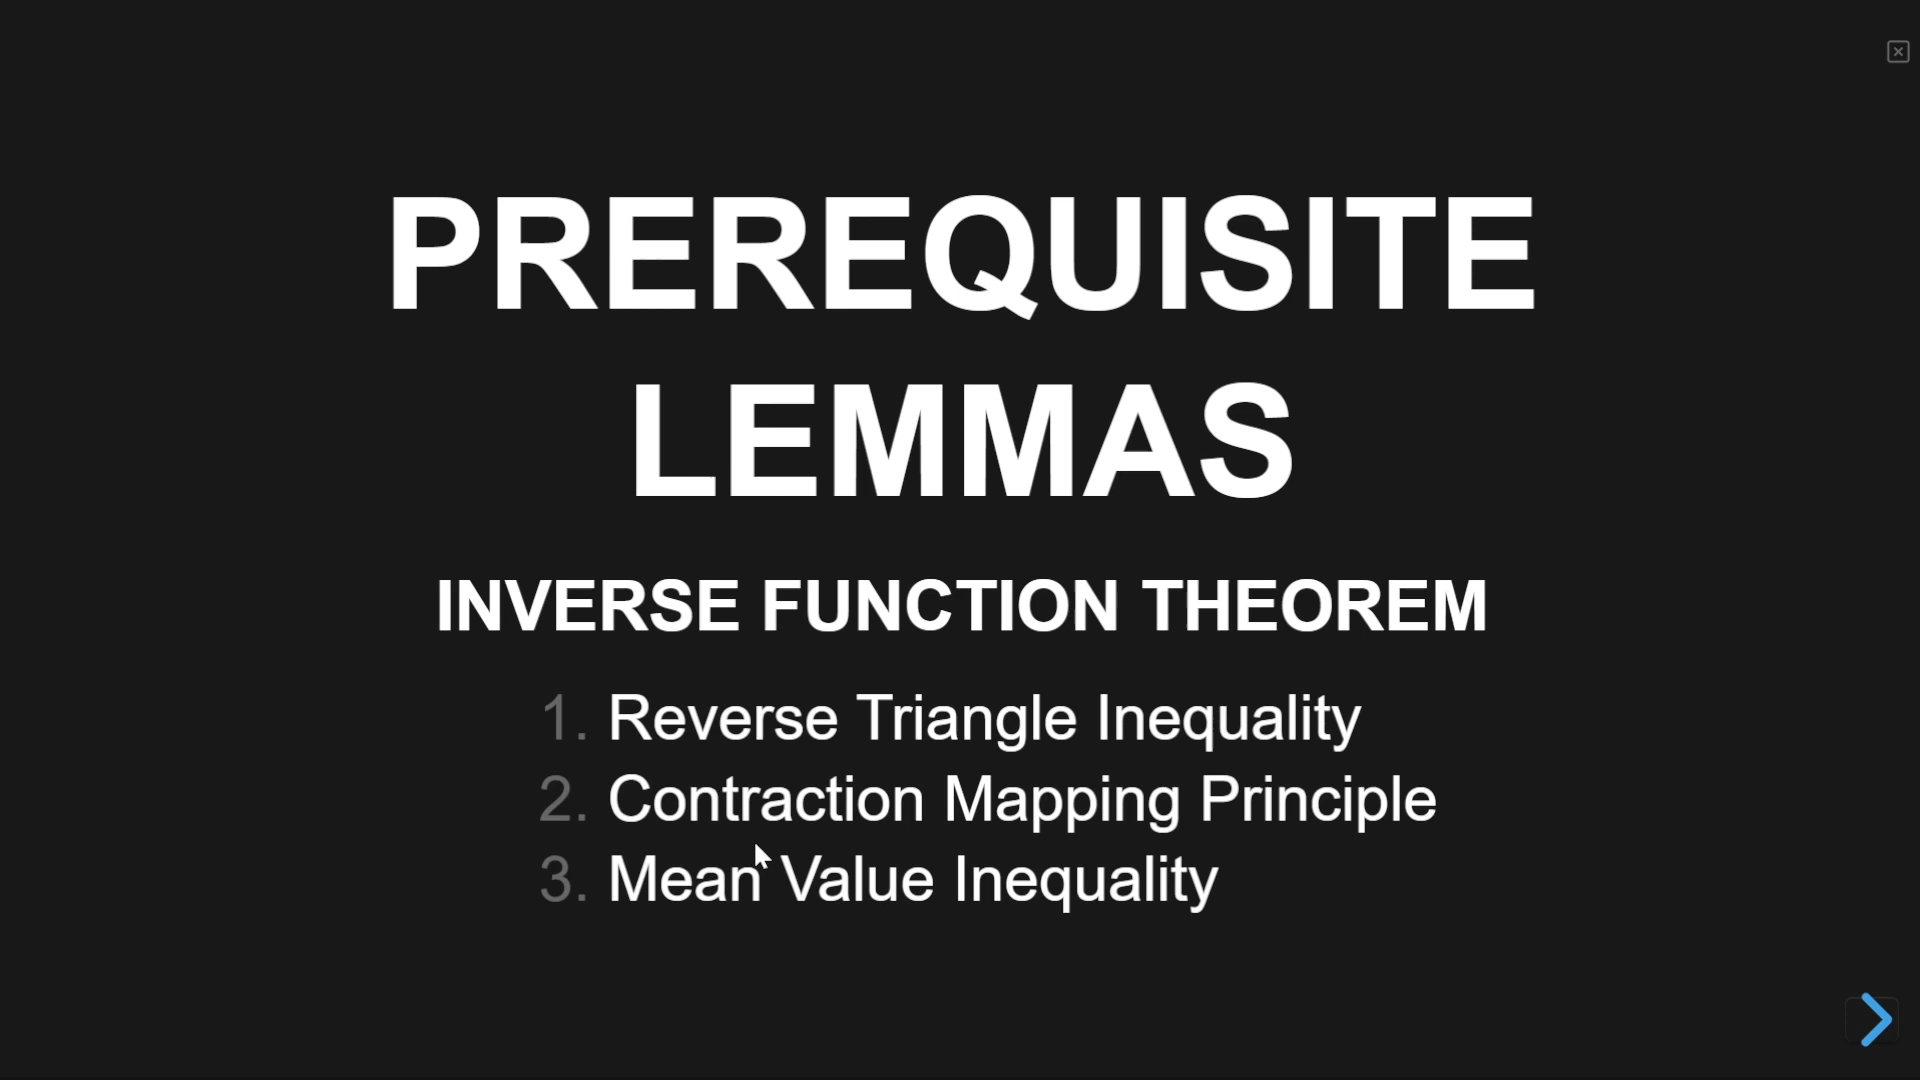 PREREQUISITE
LEMMAS
INVERSE FUNCTION THEOREM
1. Reverse Triangle Inequality
2. Contraction Mapping Principle
3. Mean Value Inequality